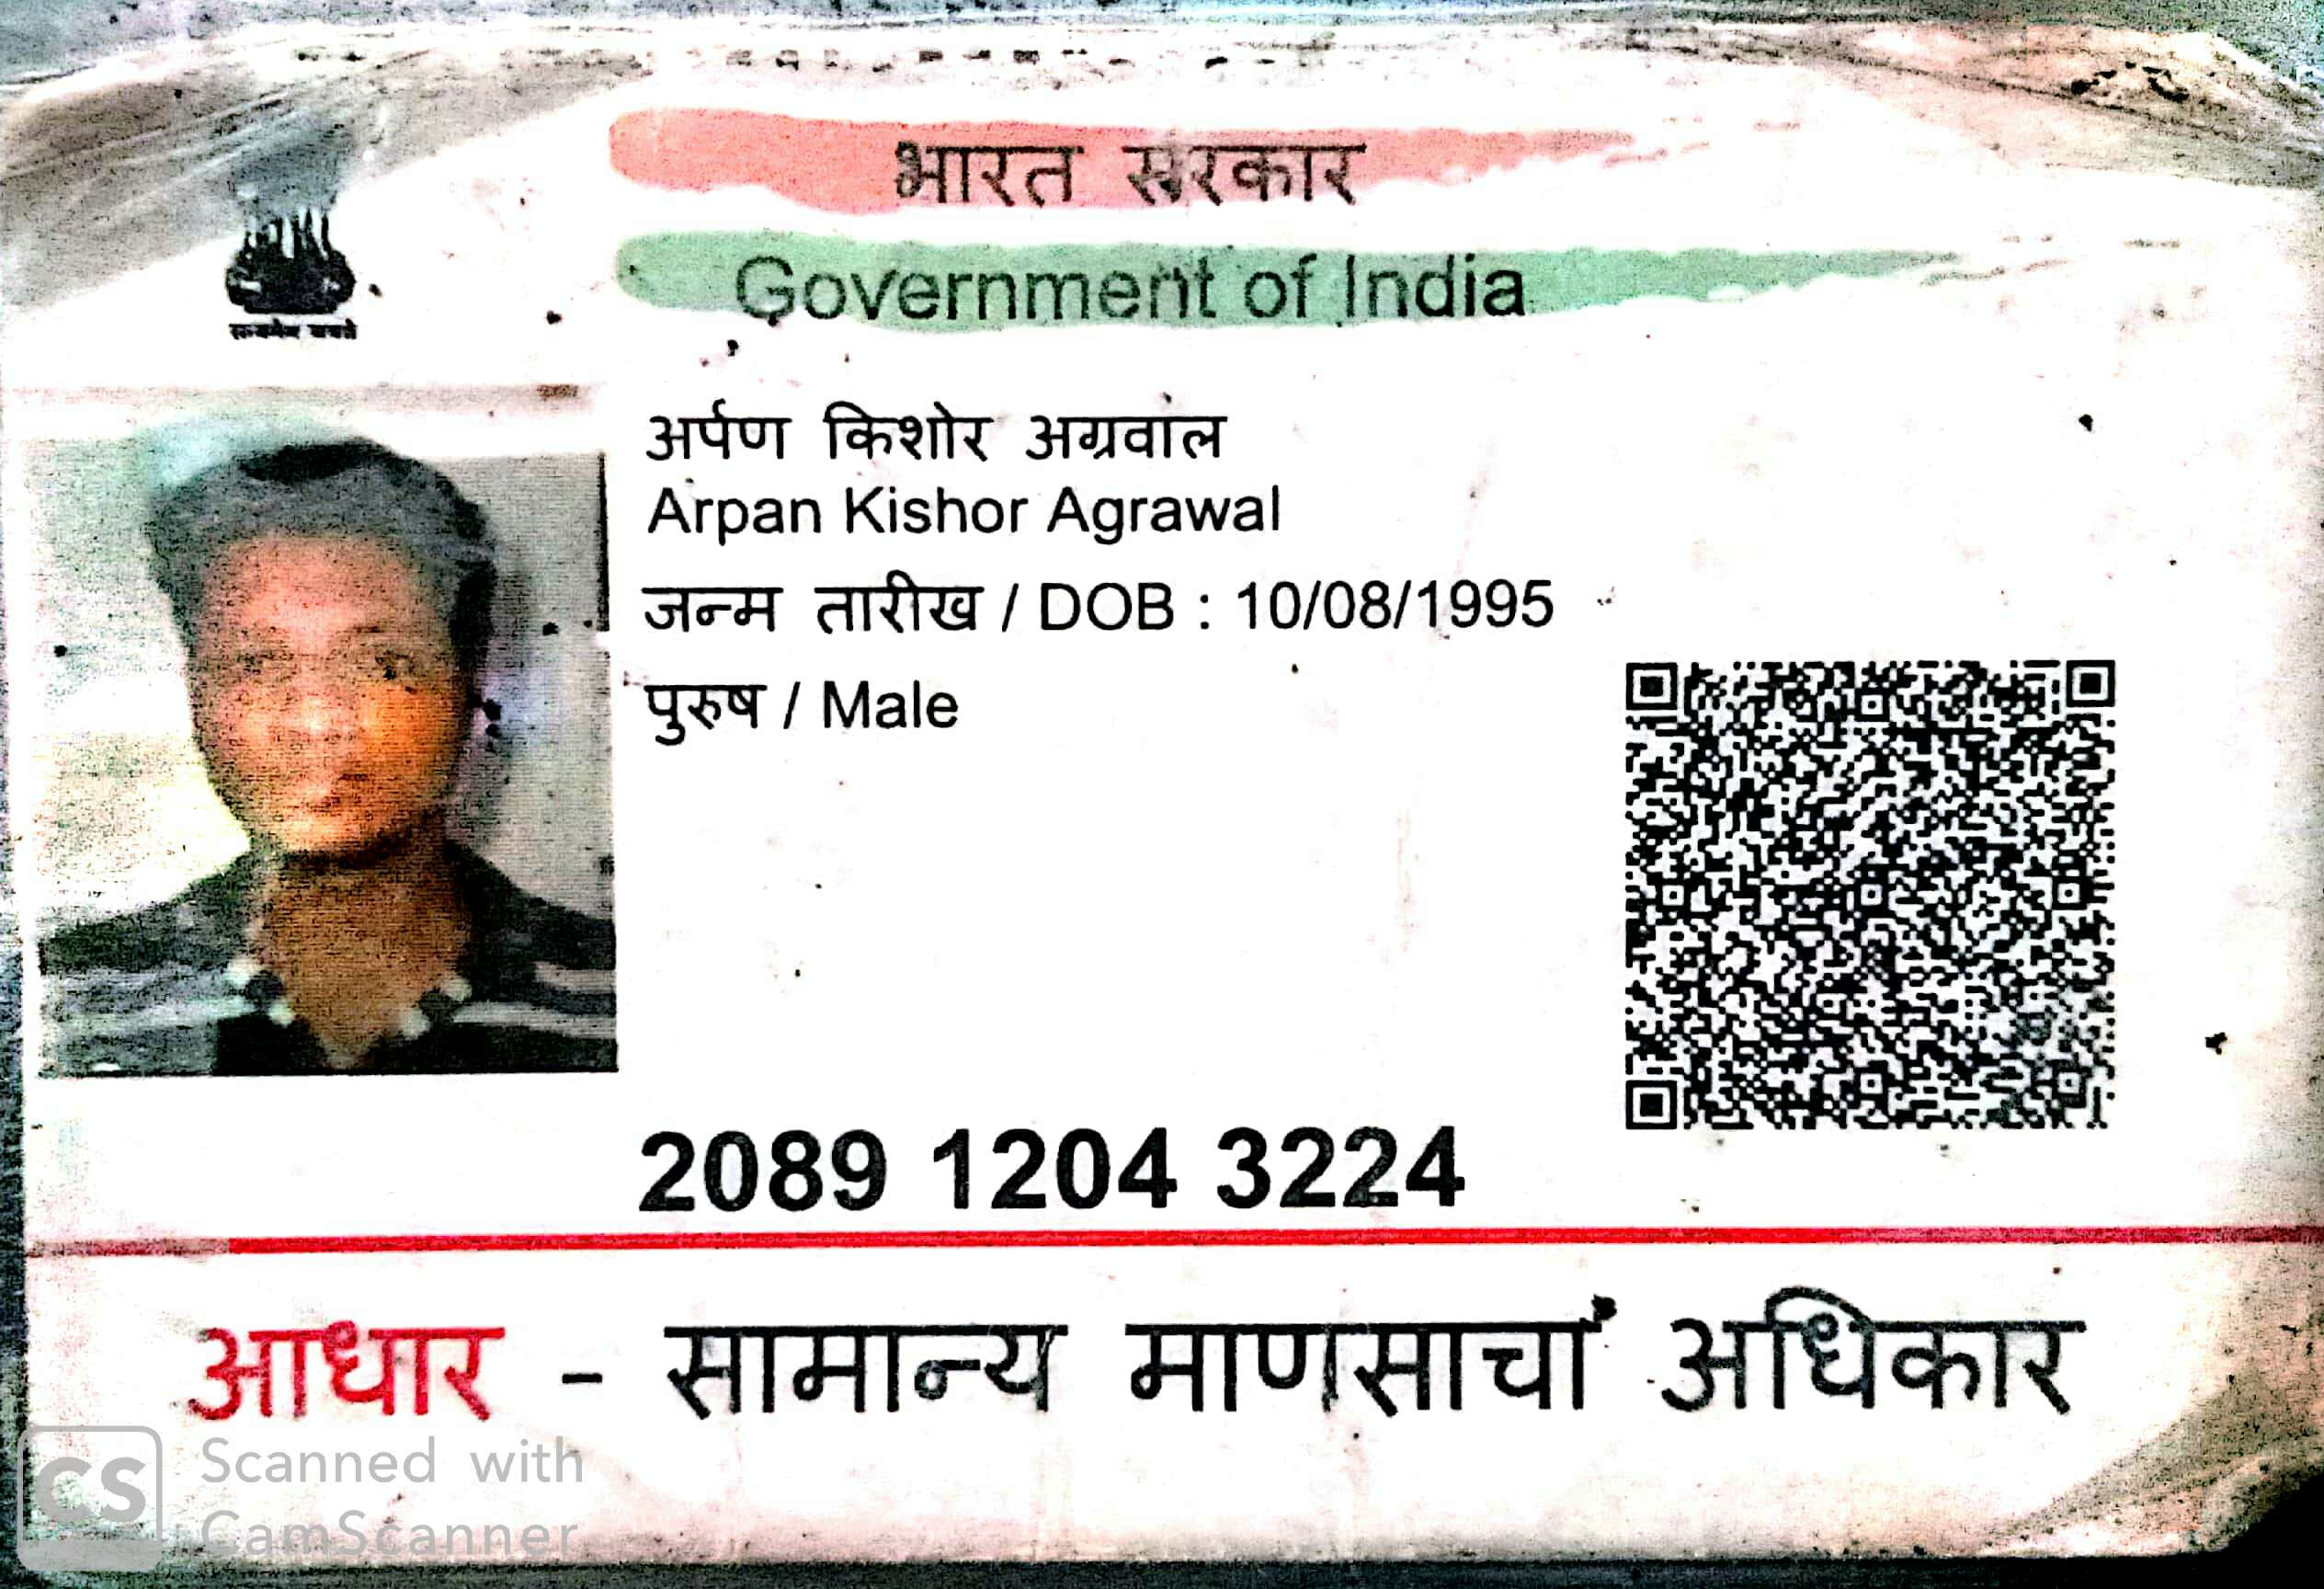 भारत सरकार
Government of India
सत्यमेव जयते
अर्पण किशोर अग्रवाल
Arpan Kishor Agrawal
जन्म तारीख / DOB : 10/08/1995
पुरुष / Male
2089 1204 3224
आधार - सामान्य माणसाचा अधिकार
CS Scanned with
CamScanner